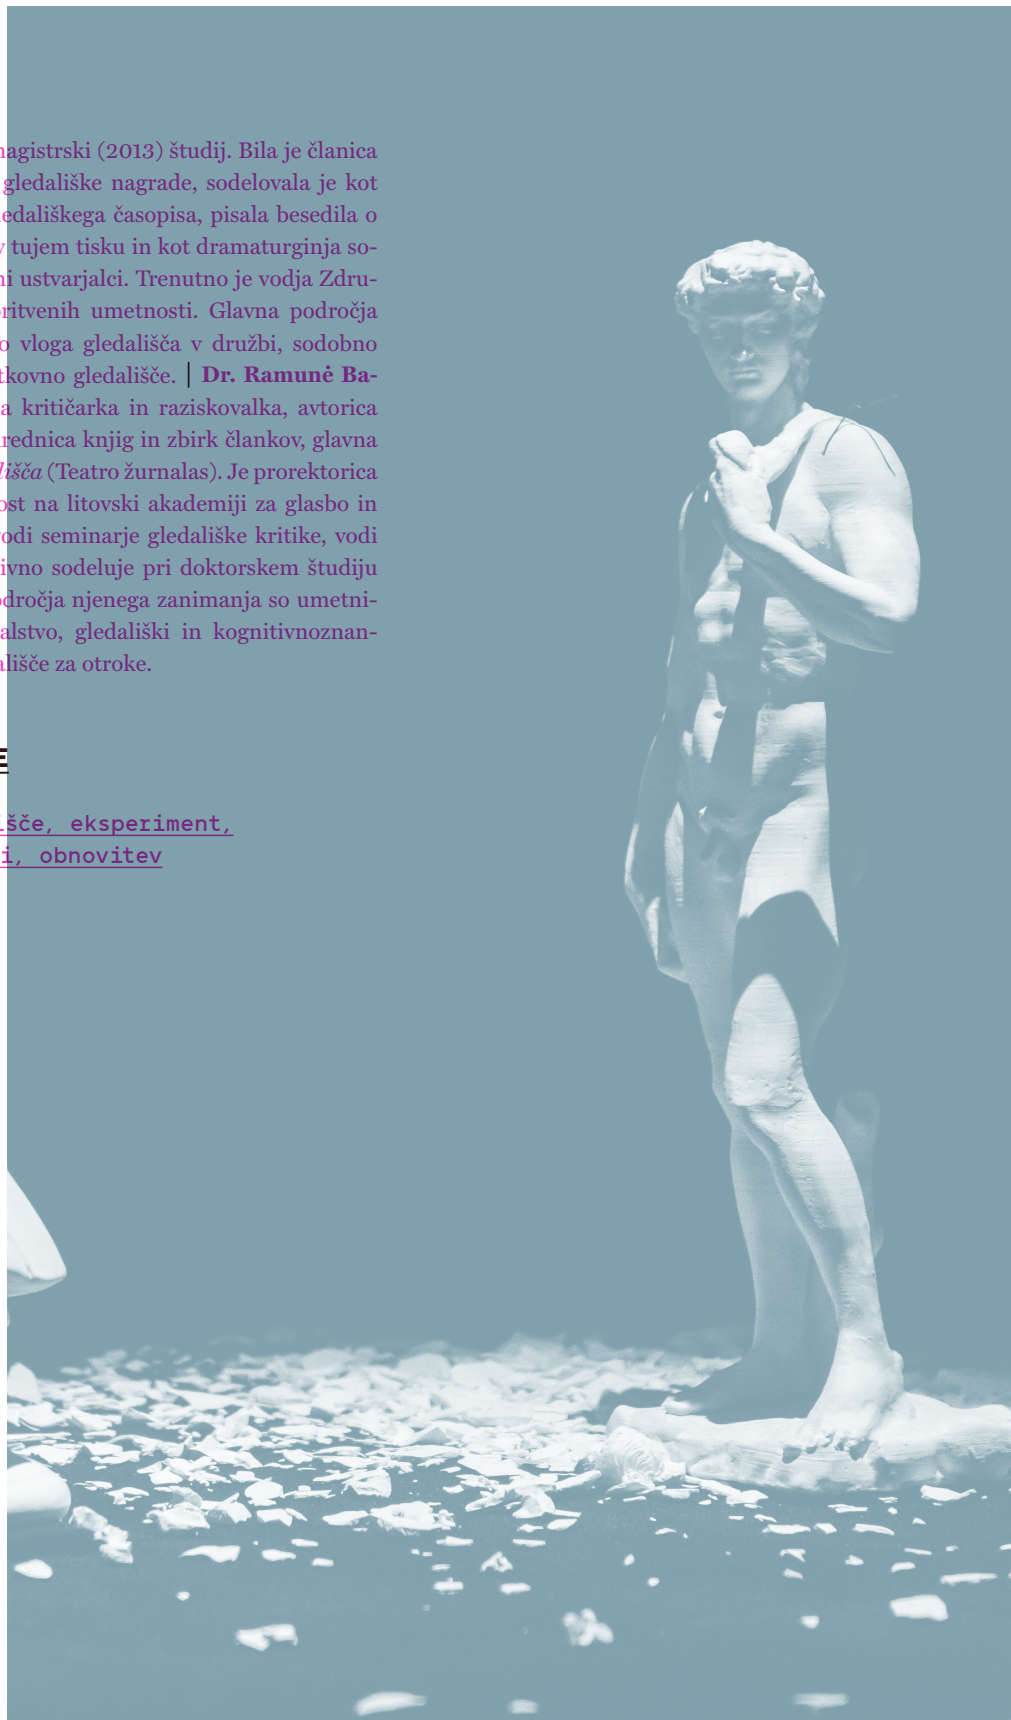 agistrski (2013) študij. Bila je članica
gledališke nagrade, sodelovala je kot
edališkega časopisa, pisala besedila o
v tujem tisku in kot dramaturginja so-
ni ustvarjalci. Trenutno je vodja Zdru-
ritvenih umetnosti. Glavna področja
o vloga gledališča v družbi, sodobno
tkovno gledališče. | Dr. Ramunė Ba-
a kritičarka in raziskovalka, avtorica
rednica knjig in zbirk člankov, glavna
lišča (Teatro žurnalas). Je prorektorica
ost na litovski akademiji za glasbo in
odi seminarje gledališke kritike, vodi
ivno sodeluje pri doktorskem študiju
odročja njenega zanimanja so umetni-
alstvo, gledališki in kognitivnoznan-
ališče za otroke.
E
išče, eksperiment,
i, obnovitev